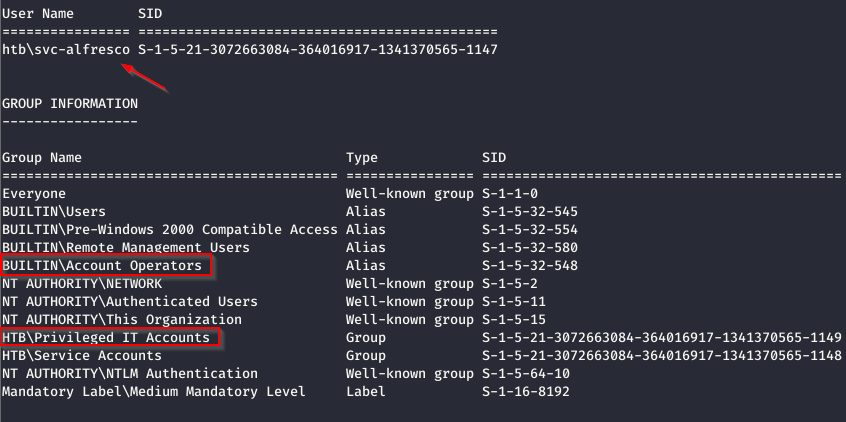 User Name        SID
================ =============================================
htb\svc-alfresco S-1-5-21-3072663084-364016917-1341370565-1147
GROUP INFORMATION
-----------------
Group Name                                 Type             SID
========================================== ================ =============================================
Everyone                                   Well-known group S-1-1-0
BUILTIN\Users                              Alias            S-1-5-32-545
BUILTIN\Pre-Windows 2000 Compatible Access Alias            S-1-5-32-554
BUILTIN\Remote Management Users            Alias            S-1-5-32-580
BUILTIN\Account Operators                  Alias            S-1-5-32-548
NT AUTHORITY\NETWORK                       Well-known group S-1-5-2
NT AUTHORITY\Authenticated Users           Well-known group S-1-5-11
NT AUTHORITY\This Organization             Well-known group S-1-5-15
HTB\Privileged IT Accounts                 Group            S-1-5-21-3072663084-364016917-1341370565-1149
HTB\Service Accounts                       Group            S-1-5-21-3072663084-364016917-1341370565-1148
NT AUTHORITY\NTLM Authentication           Well-known group S-1-5-64-10
Mandatory Label\Medium Mandatory Level     Label            S-1-16-8192